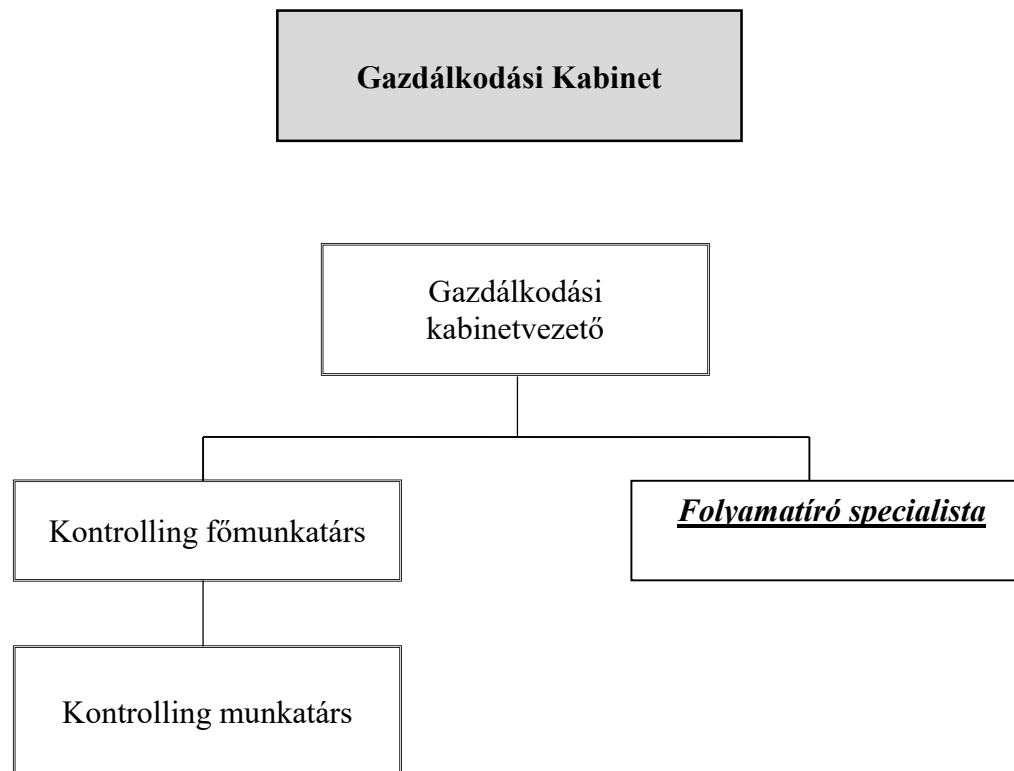 Gazdálkodási Kabinet
Gazdálkodási
kabinetvezető
Kontrolling főmunkatárs
Folyamatíró specialista
Kontrolling munkatárs